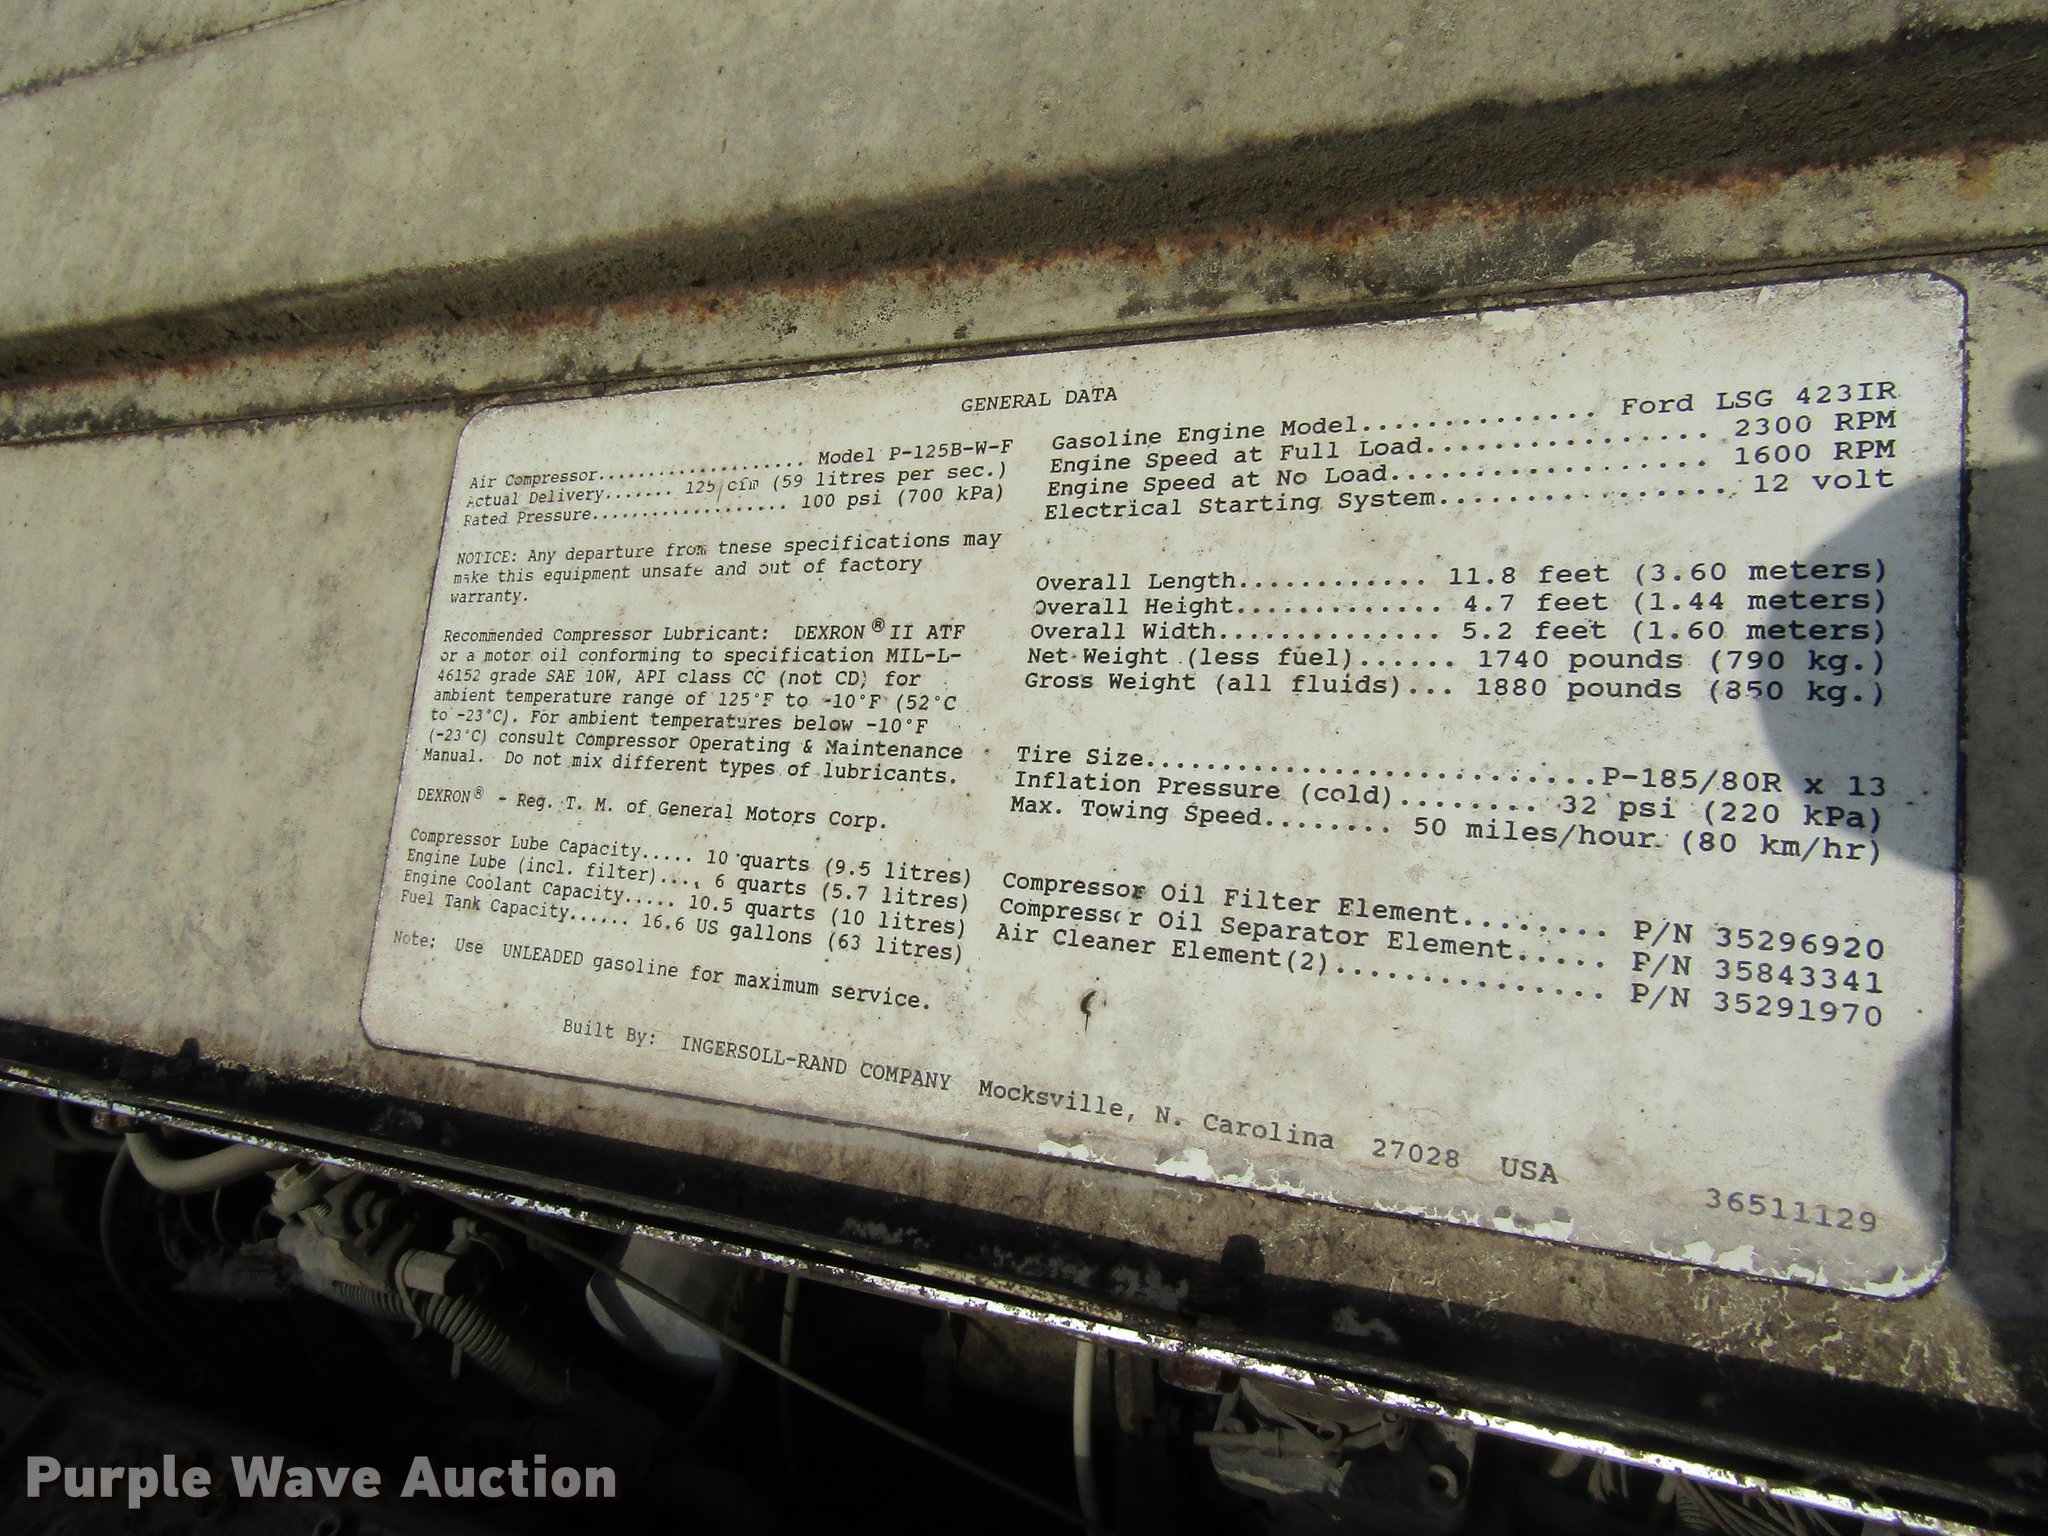 GENERAL DATA
Air Compressor................... Model P-125B-W-F
Actual Delivery....... 125 cfm (59 litres per sec.)
Rated Pressure................... 100 psi (700 kPa)
NOTICE: Any departure from these specifications may
make this equipment unsafe and out of factory
warranty.
Recommended Compressor Lubricant: DEXRON® II ATF
or a motor oil conforming to specification MIL-L-
46152 grade SAE 10W, API class CC (not CD) for
ambient temperature range of 125°F to -10°F (52°C
to -23°C). For ambient temperatures below -10°F
(-23°C) consult Compressor Operating & Maintenance
Manual. Do not mix different types of lubricants.
DEXRON® - Reg. T. M. of General Motors Corp.
Compressor Lube Capacity..... 10 quarts (9.5 litres)
Engine Lube (incl. filter).... 6 quarts (5.7 litres)
Engine Coolant Capacity..... 10.5 quarts (10 litres)
Fuel Tank Capacity...... 16.6 US gallons (63 litres)
Note: Use UNLEADED gasoline for maximum service.
Gasoline Engine Model............... Ford LSG 423IR
Engine Speed at Full Load.................. 2300 RPM
Engine Speed at No Load.................... 1600 RPM
Electrical Starting System................. 12 volt
Overall Length............ 11.8 feet (3.60 meters)
Overall Height............. 4.7 feet (1.44 meters)
Overall Width.............. 5.2 feet (1.60 meters)
Net Weight (less fuel)...... 1740 pounds (790 kg.)
Gross Weight (all fluids)... 1880 pounds (850 kg.)
Tire Size.............................P-185/80R x 13
Inflation Pressure (cold)........ 32 psi (220 kPa)
Max. Towing Speed........ 50 miles/hour (80 km/hr)
Compressor Oil Filter Element......... P/N 35296920
Compressor Oil Separator Element..... P/N 35843341
Air Cleaner Element(2)............... P/N 35291970
Built By: INGERSOLL-RAND COMPANY Mocksville, N. Carolina 27028 USA
36511129
Purple Wave Auction